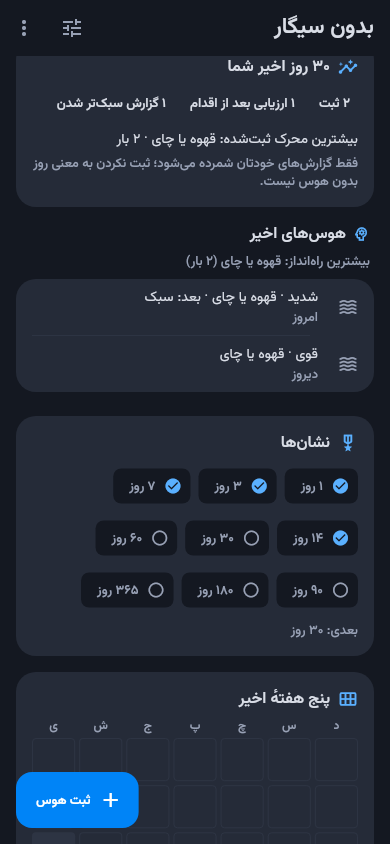 بدون سیگار
۳۰ روز اخیر شما
۲ ثبت
۱ ارزیابی بعد از اقدام
۱ گزارش سبک‌تر شدن
بیشترین محرک ثبت‌شده: قهوه یا چای · ۲ بار
فقط گزارش‌های خودتان شمرده می‌شود؛ ثبت نکردن به معنی روز
بدون هوس نیست.
هوس‌های اخیر
بیشترین راه‌انداز: قهوه یا چای (۲ بار)
شدید · قهوه یا چای · بعد: سبک
امروز
قوی · قهوه یا چای
دیروز
نشان‌ها
۱ روز
۳ روز
۷ روز
۱۴ روز
۳۰ روز
۶۰ روز
۹۰ روز
۱۸۰ روز
۳۶۵ روز
بعدی: ۳۰ روز
پنج هفتهٔ اخیر
د س چ پ ج ش ی
ثبت هوس